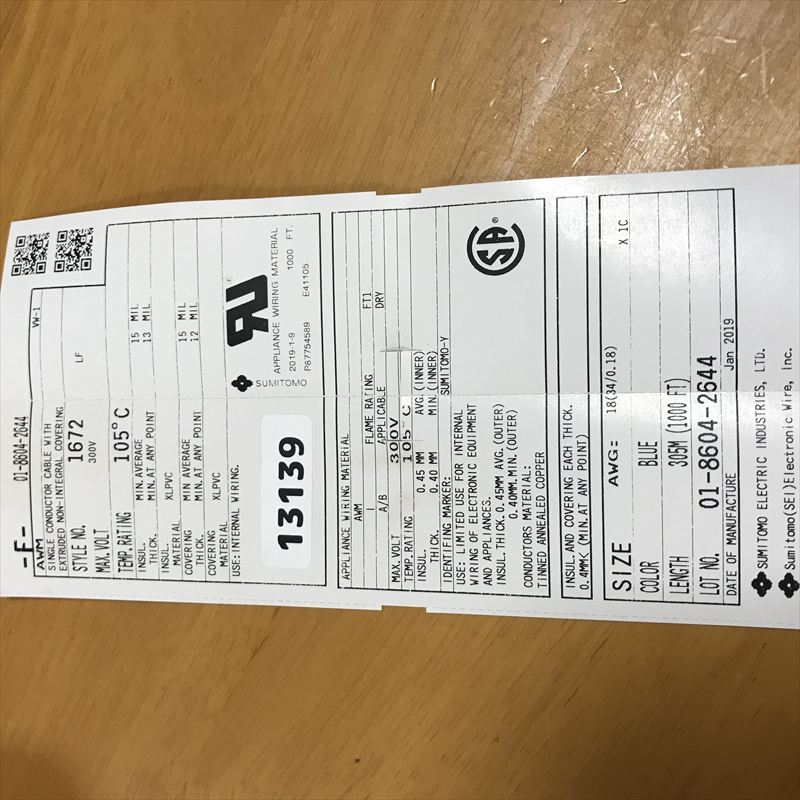 -F- 01-8604-2644
AWM VW-1
SINGLE CONDUCTOR CABLE WITH
EXTRUDED NON-INTEGRAL COVERING
STYLE NO. 1672 LF
300V
MAX.VOLT
TEMP.RATING 105°C
INSUL. MIN.AVERAGE 15 MIL
THICK. MIN.AT ANY POINT 13 MIL
INSUL. XLPVC
MATERIAL
COVERING MIN AVERAGE 15 MIL
THICK. MIN.AT ANY POINT 12 MIL
COVERING XLPVC
MATERIAL
USE:INTERNAL WIRING.
13139
SUMITOMO
APPLIANCE WIRING MATERIAL
2019-1-9 1000 FT.
P87754589 E41105
APPLIANCE WIRING MATERIAL
AWM
I FLAME RATING FT1
A/B APPLICABLE DRY
MAX.VOLT 300V
TEMP.RATING 105 C
INSUL. 0.45 MM AVG.(INNER)
THICK. 0.40 MM MIN.(INNER)
IDENTIFYING MARKER: SUMITOMO-Y
USE: LIMITED USE FOR INTERNAL
WIRING OF ELECTRONIC EQUIPMENT
AND APPLIANCES.
INSUL.THICK.0.45MM AVG.(OUTER)
0.40MM.MIN.(OUTER)
CONDUCTORS MATERIAL:
TINNED ANNEALED COPPER
SA®
INSUL.AND COVERING EACH THICK.
0.4MM< (MIN.AT ANY POINT)
SIZE AWG= 18(34/0.18) X 1C
COLOR BLUE
LENGTH 305M (1000 FT)
LOT NO. 01-8604-2644
DATE OF MANUFACTURE Jan 2019
SUMITOMO ELECTRIC INDUSTRIES, LTD.
Sumitomo(SEI)Electronic Wire, Inc.